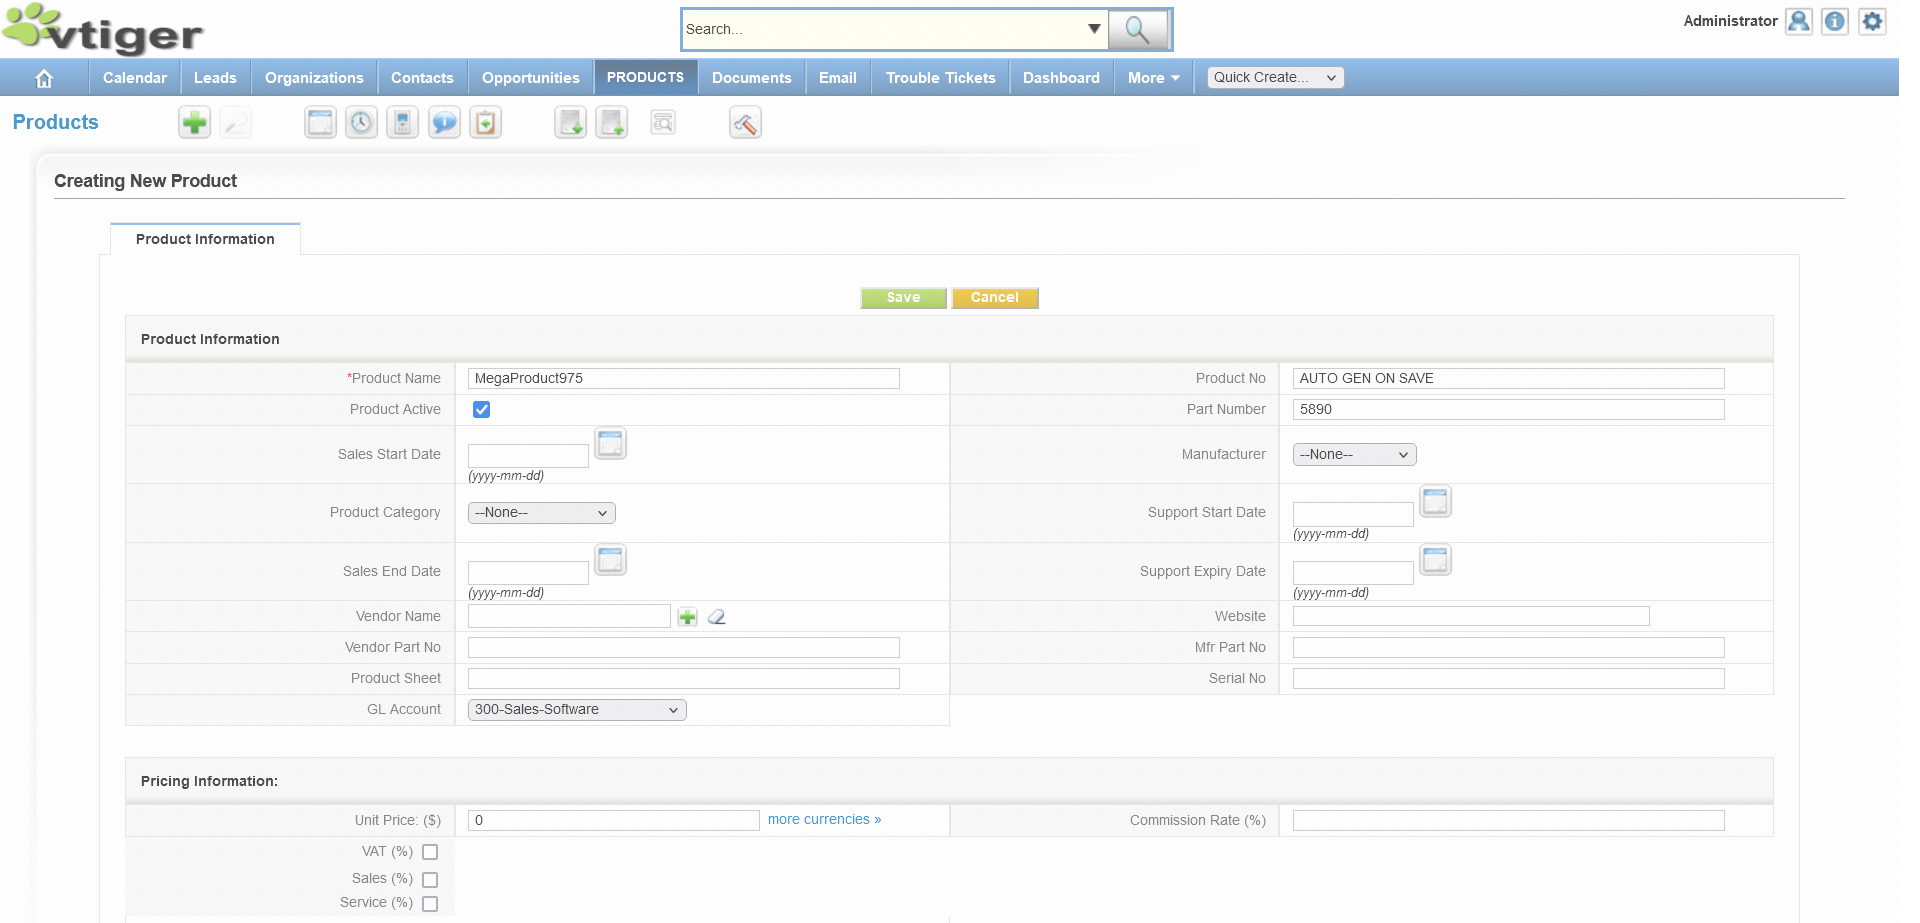 vtiger
Search...
Administrator
Calendar Leads Organizations Contacts Opportunities PRODUCTS Documents Email Trouble Tickets Dashboard More Quick Create...
Products
Creating New Product
Product Information
Save Cancel
Product Information
*Product Name MegaProduct975 Product No AUTO GEN ON SAVE
Product Active Part Number 5890
Sales Start Date (yyyy-mm-dd) Manufacturer --None--
Product Category --None-- Support Start Date (yyyy-mm-dd)
Sales End Date (yyyy-mm-dd) Support Expiry Date (yyyy-mm-dd)
Vendor Name Website
Vendor Part No Mfr Part No
Product Sheet Serial No
GL Account 300-Sales-Software
Pricing Information:
Unit Price: ($) 0 more currencies » Commission Rate (%)
VAT (%)
Sales (%)
Service (%)